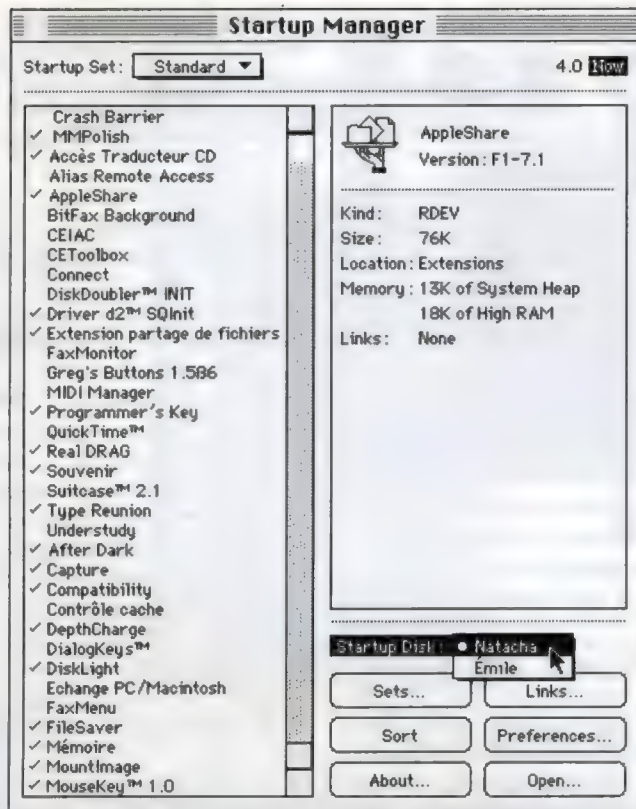 Startup Manager
Startup Set: Standard ▼
4.0 Now
Crash Barrier
✓ MMPolish
✓ Accès Traducteur CD
Alias Remote Access
✓ AppleShare
BitFax Background
CEIAC
CEToolbox
Connect
DiskDoubler™ INIT
✓ Driver d2™ SQInit
✓ Extension partage de fichiers
FaxMonitor
Greg's Buttons 1.5B6
MIDI Manager
✓ Programmer's Key
QuickTime™
✓ Real DRAG
✓ Souvenir
Suitcase™ 2.1
✓ Type Reunion
Understudy
✓ After Dark
✓ Capture
✓ Compatibility
Contrôle cache
✓ DepthCharge
DialogKeys™
✓ DiskLight
Echange PC/Macintosh
FaxMenu
✓ FileSaver
✓ Mémoire
✓ MountImage
✓ MouseKey™ 1.0
AppleShare
Version: F1-7.1
Kind: RDEV
Size: 76K
Location: Extensions
Memory: 13K of System Heap
18K of High RAM
Links: None
Startup Disk: Natacha
Émile
Sets...
Links...
Sort
Preferences...
About...
Open...